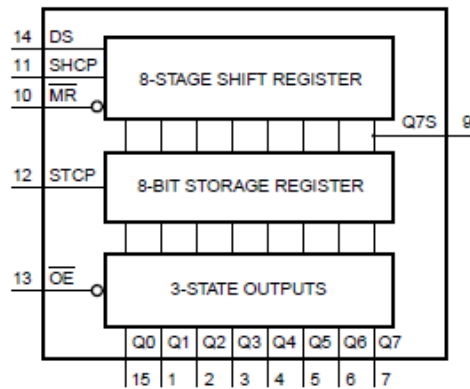 14 DS
11 SHCP
10 MR
8-STAGE SHIFT REGISTER
Q7S 9
12 STCP
8-BIT STORAGE REGISTER
13 OE
3-STATE OUTPUTS
Q0 Q1 Q2 Q3 Q4 Q5 Q6 Q7
15 1 2 3 4 5 6 7